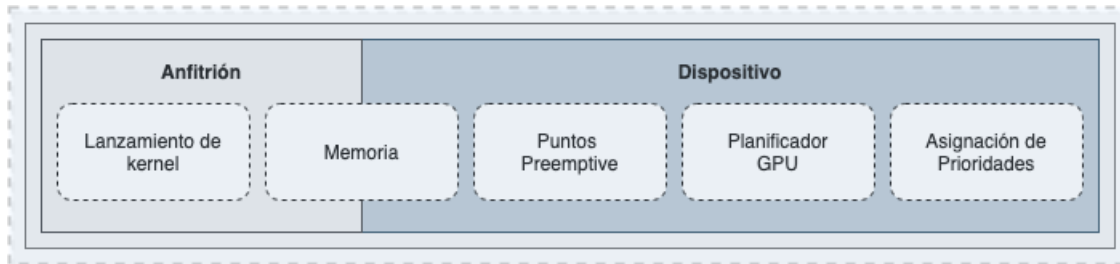 Anfitrión
Dispositivo
Lanzamiento de
kernel
Memoria
Puntos
Preemptive
Planificador
GPU
Asignación de
Prioridades